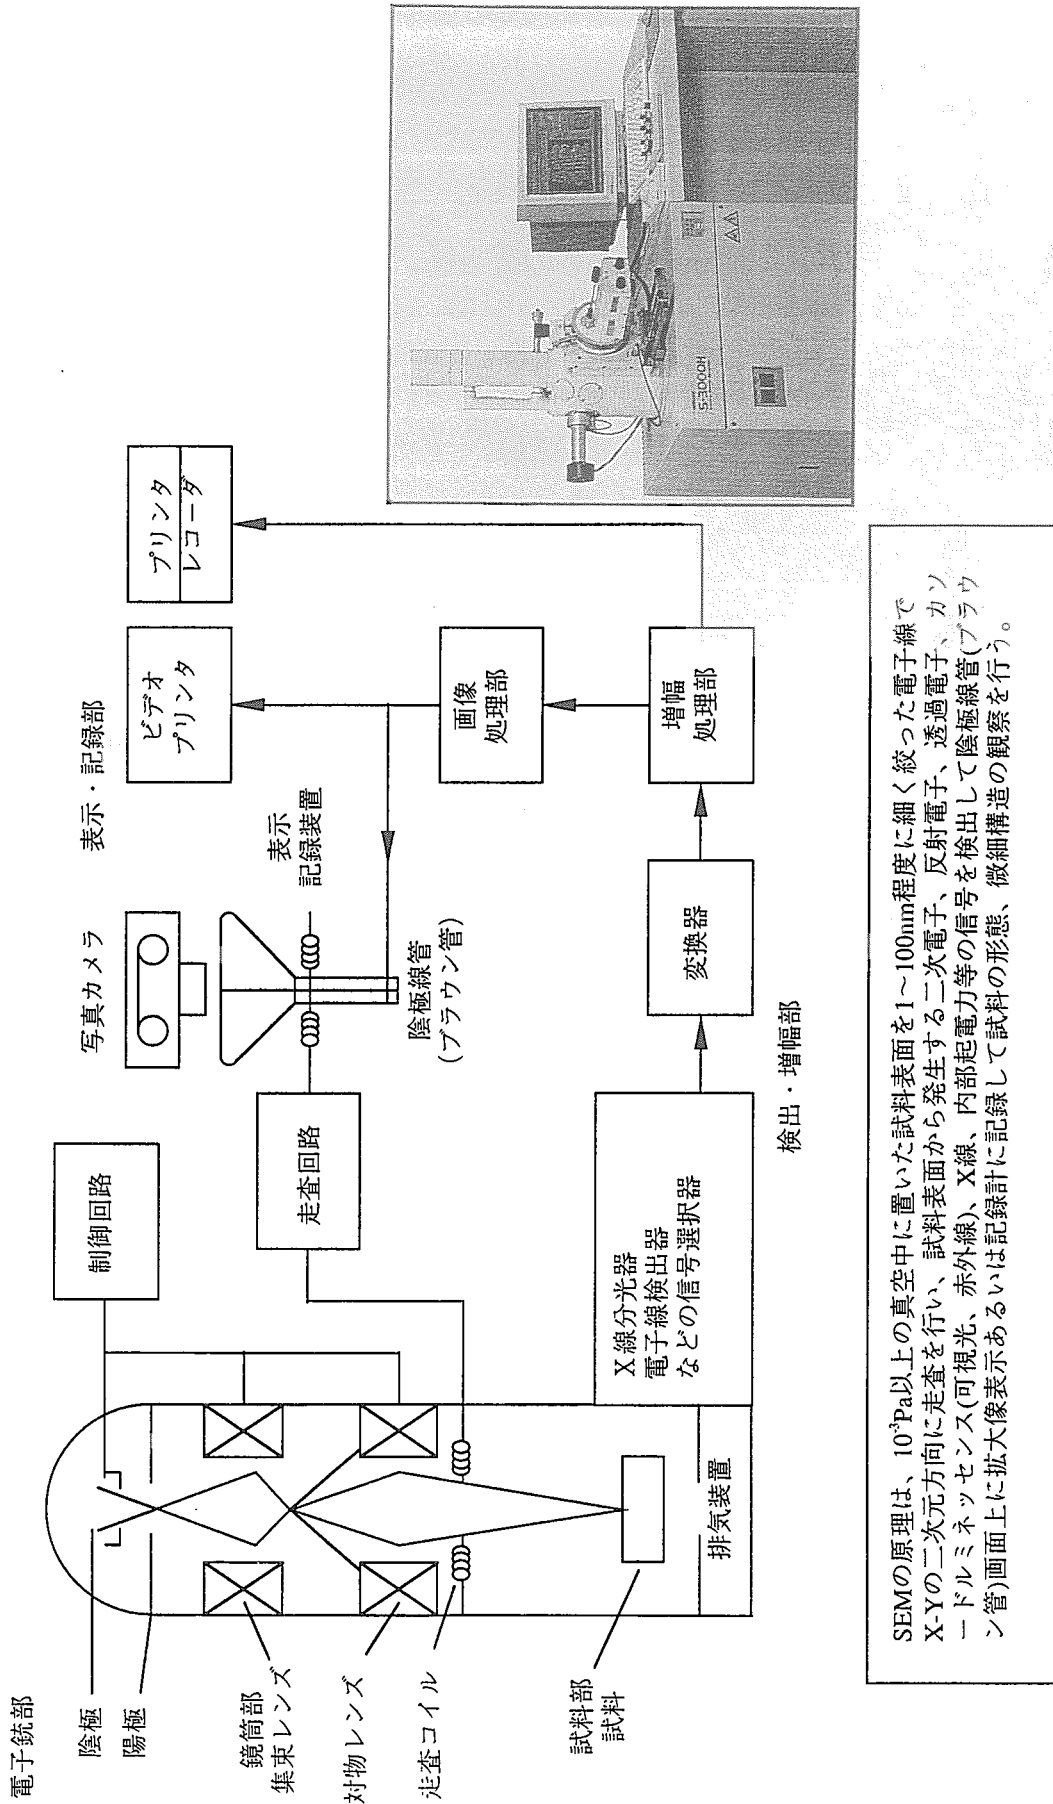 電子銃部
陰極
陽極
鏡筒部
集束レンズ
対物レンズ
走査コイル
試料部
試料
排気装置
制御回路
走査回路
X線分光器
電子線検出器
などの信号選択器
検出・増幅部
写真カメラ
陰極線管
(ブラウン管)
表示
記録装置
変換器
表示・記録部
ビデオ
プリンタ
画像
処理部
増幅
処理部
プリンタ
レコーダ
S-3000H
SEMの原理は、10⁻³Pa以上の真空中に置いた試料表面を1~100nm程度に細く絞った電子線で
X-Yの二次元方向に走査を行い、試料表面から発生する二次電子、反射電子、透過電子、カソ
ードルミネッセンス(可視光、赤外線)、X線、内部起電力等の信号を検出して陰極線管(ブラウ
ン管)画面上に拡大像表示あるいは記録計に記録して試料の形態、微細構造の観察を行う。